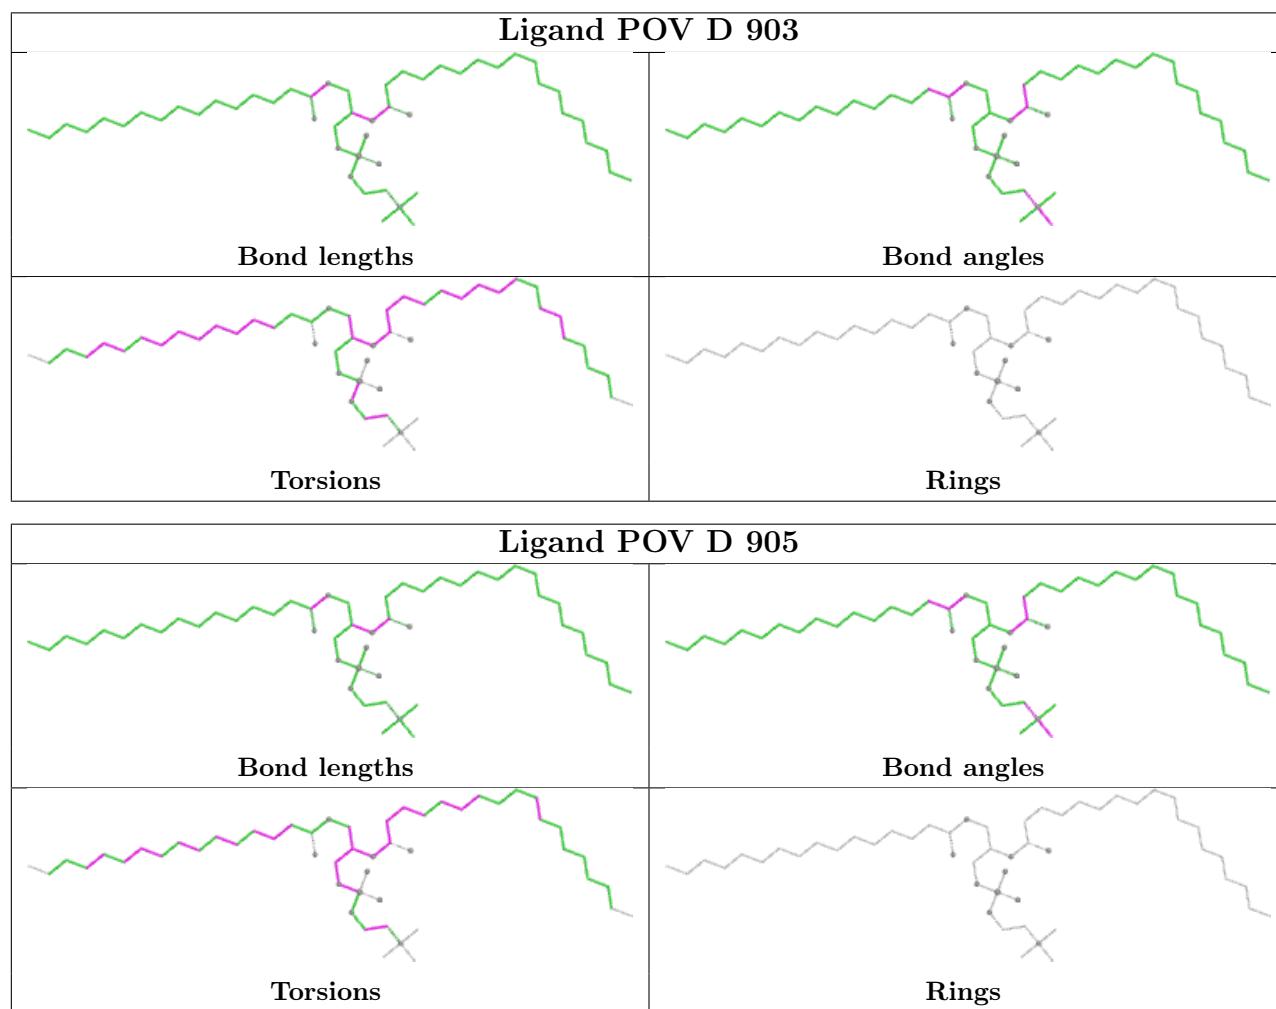 Ligand POV D 903
Bond lengths
Bond angles
Torsions
Rings
Ligand POV D 905
Bond lengths
Bond angles
Torsions
Rings